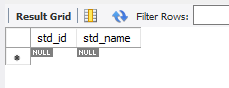 Result Grid Filter Rows:
std_id std_name
* NULL NULL